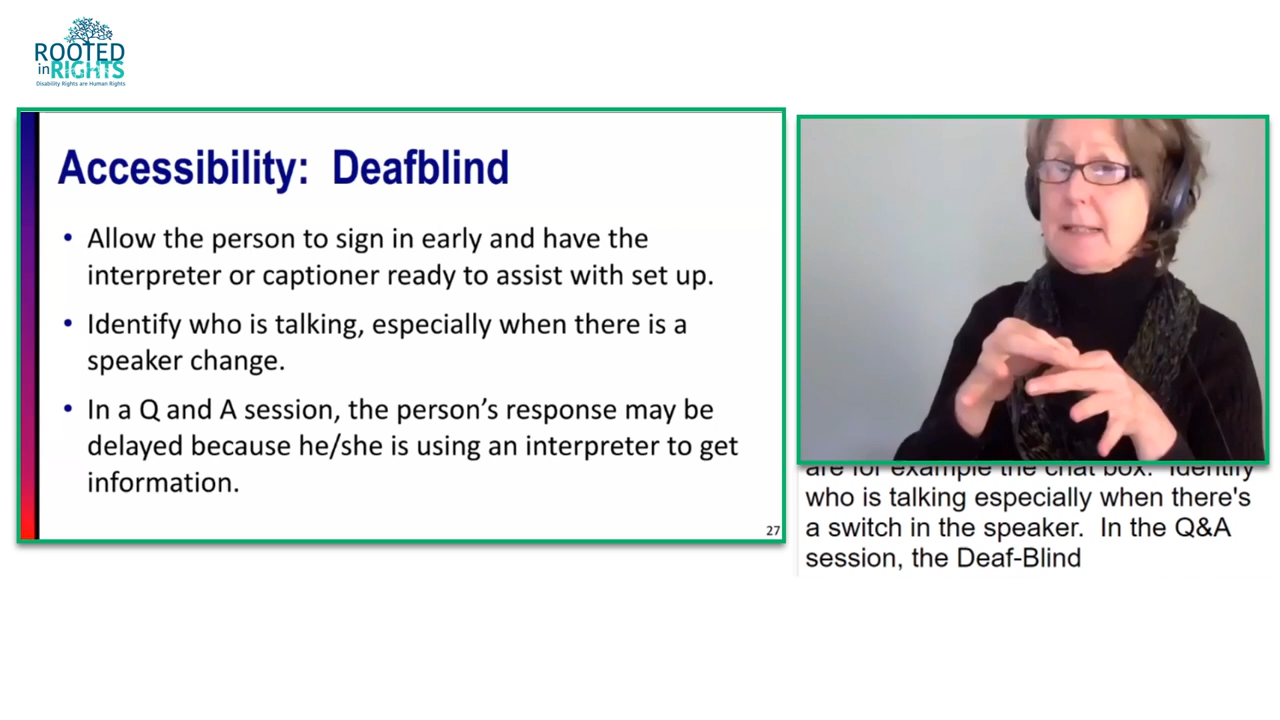 ROOTED
in RIGHTS
Disability Rights are Human Rights
Accessibility:  Deafblind
• Allow the person to sign in early and have the
interpreter or captioner ready to assist with set up.
• Identify who is talking, especially when there is a
speaker change.
• In a Q and A session, the person's response may be
delayed because he/she is using an interpreter to get
information.
27
are for example the chat box.  Identify
who is talking especially when there's
a switch in the speaker.  In the Q&A
session, the Deaf-Blind